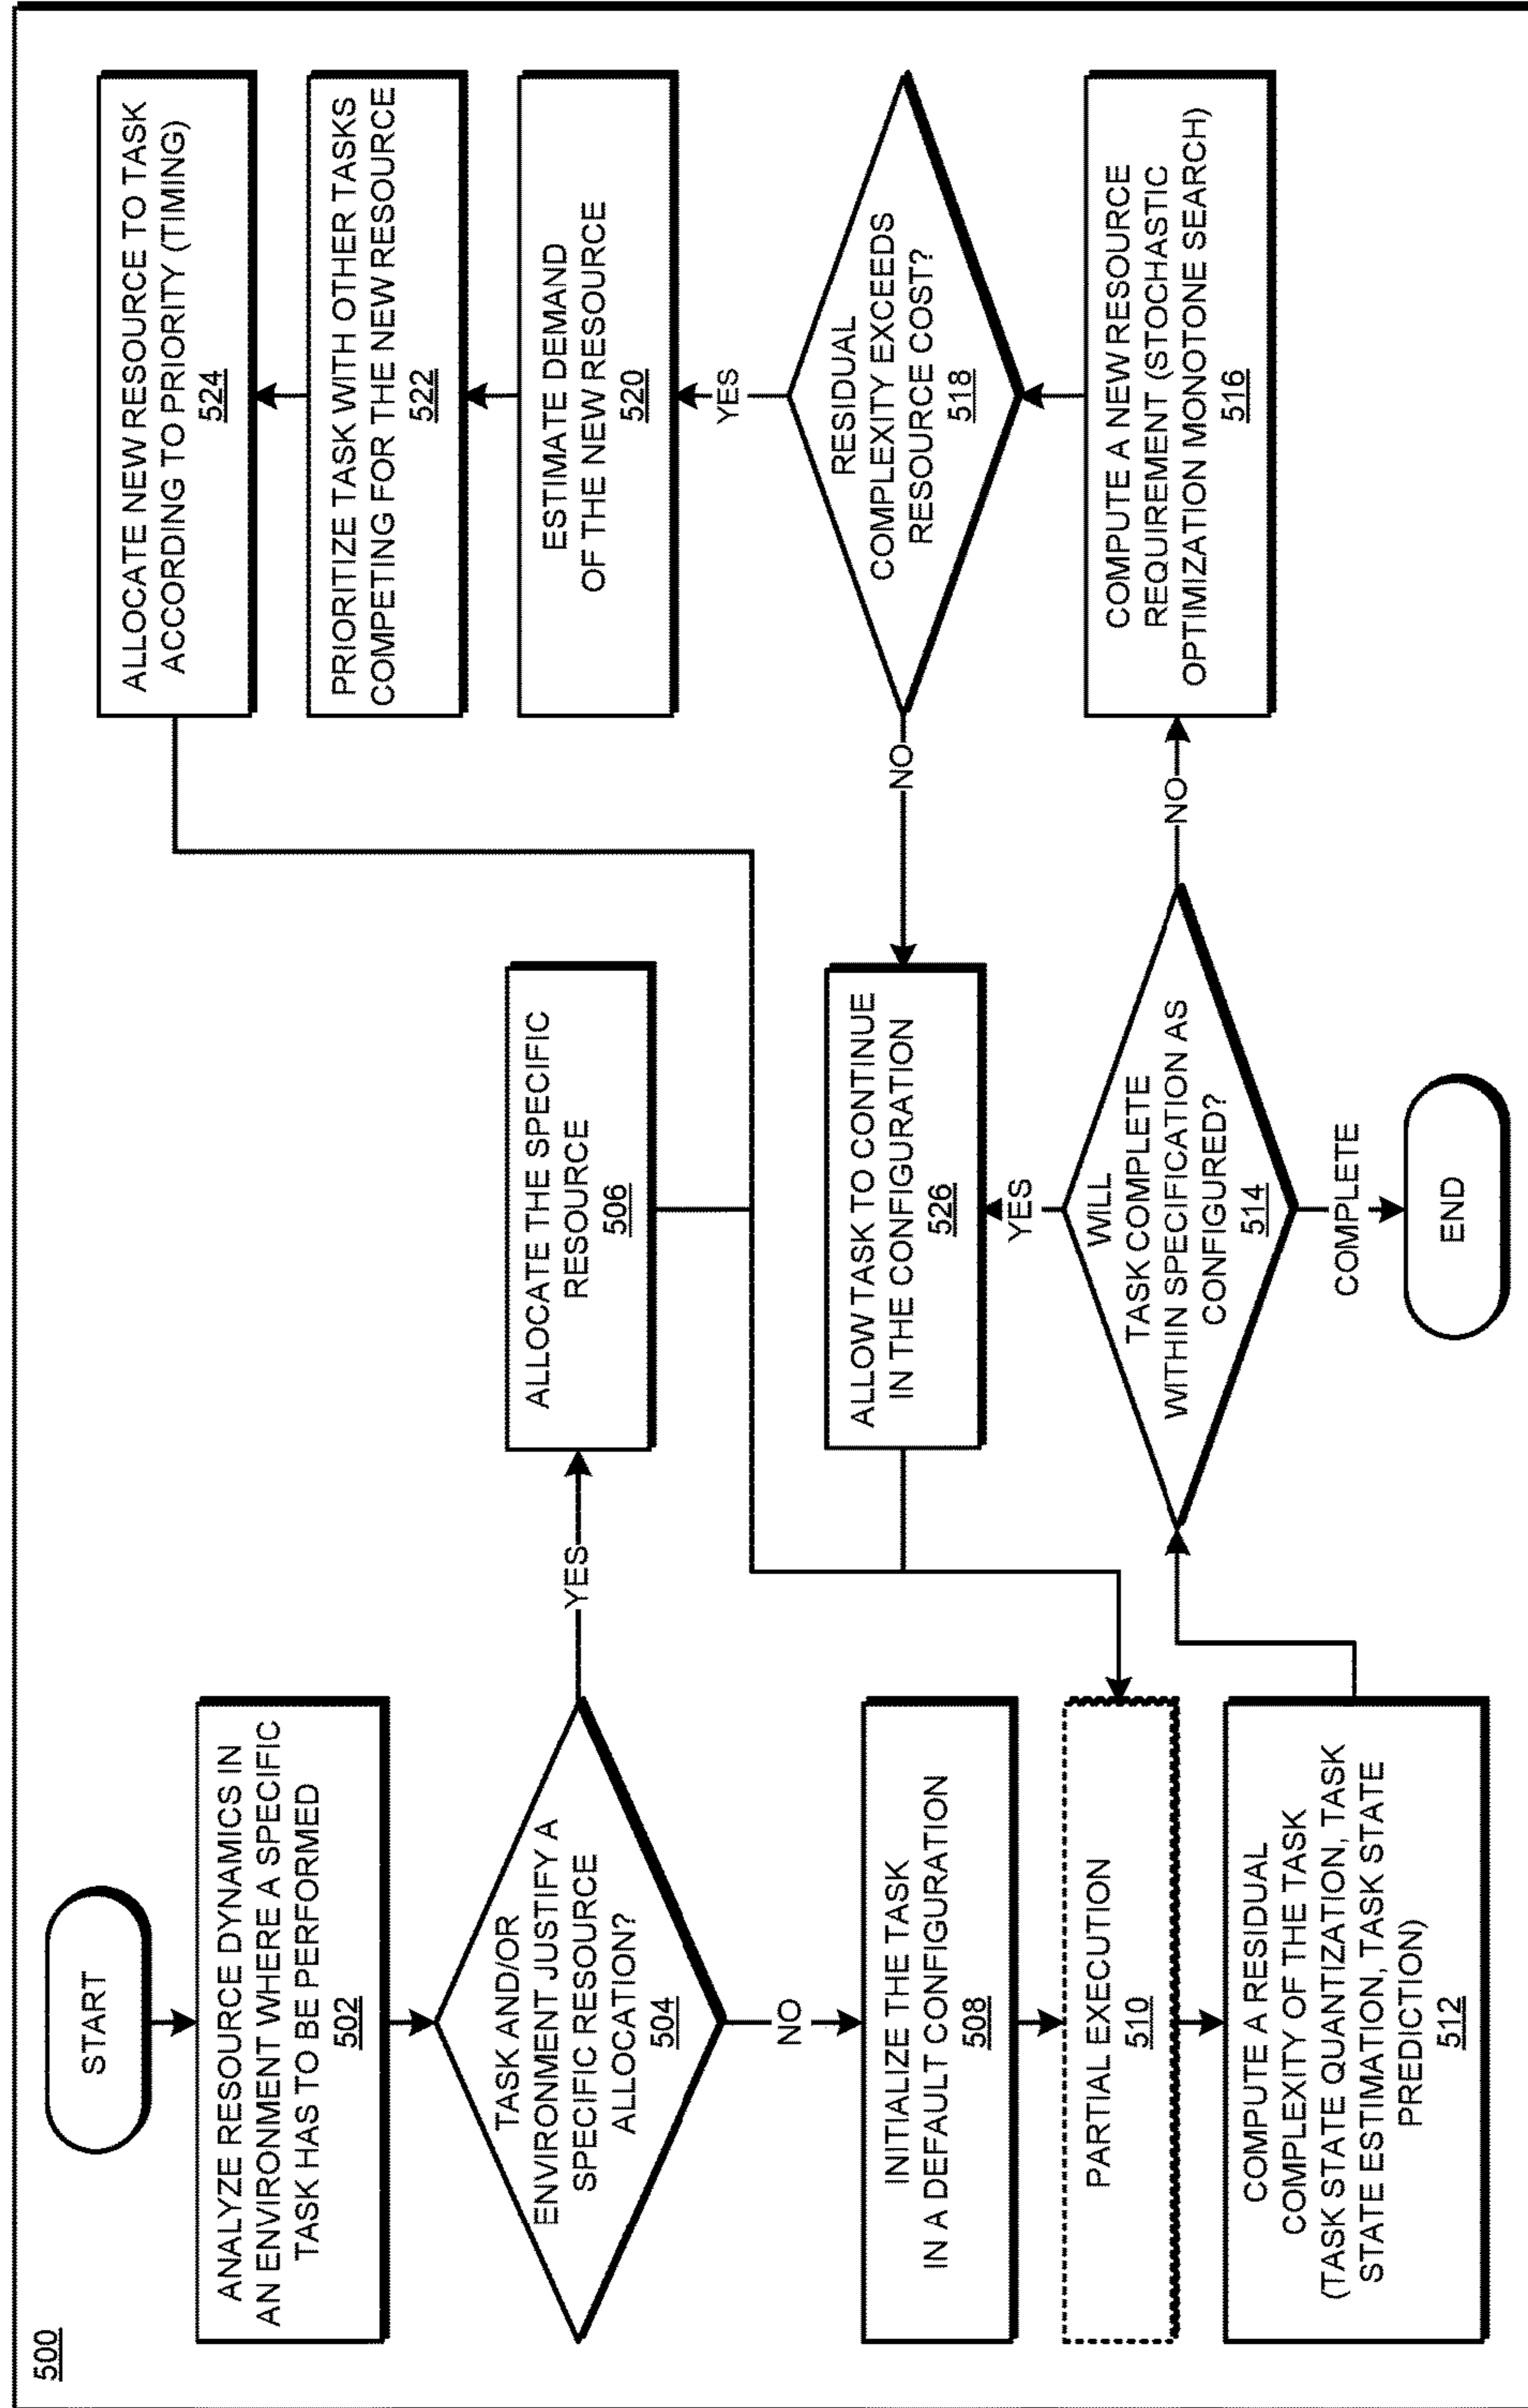 500
START
ANALYZE RESOURCE DYNAMICS IN
AN ENVIRONMENT WHERE A SPECIFIC
TASK HAS TO BE PERFORMED
502
TASK AND/OR
ENVIRONMENT JUSTIFY A
SPECIFIC RESOURCE
ALLOCATION?
504
YES
NO
ALLOCATE THE SPECIFIC
RESOURCE
506
INITIALIZE THE TASK
IN A DEFAULT CONFIGURATION
508
PARTIAL EXECUTION
510
COMPUTE A RESIDUAL
COMPLEXITY OF THE TASK
(TASK STATE QUANTIZATION, TASK
STATE ESTIMATION, TASK STATE
PREDICTION)
512
ALLOW TASK TO CONTINUE
IN THE CONFIGURATION
526
YES
WILL
TASK COMPLETE
WITHIN SPECIFICATION AS
CONFIGURED?
514
COMPLETE
END
NO
ALLOCATE NEW RESOURCE TO TASK
ACCORDING TO PRIORITY (TIMING)
524
PRIORITIZE TASK WITH OTHER TASKS
COMPETING FOR THE NEW RESOURCE
522
ESTIMATE DEMAND
OF THE NEW RESOURCE
520
YES
RESIDUAL
COMPLEXITY EXCEEDS
RESOURCE COST?
518
NO
COMPUTE A NEW RESOURCE
REQUIREMENT (STOCHASTIC
OPTIMIZATION MONOTONE SEARCH)
516